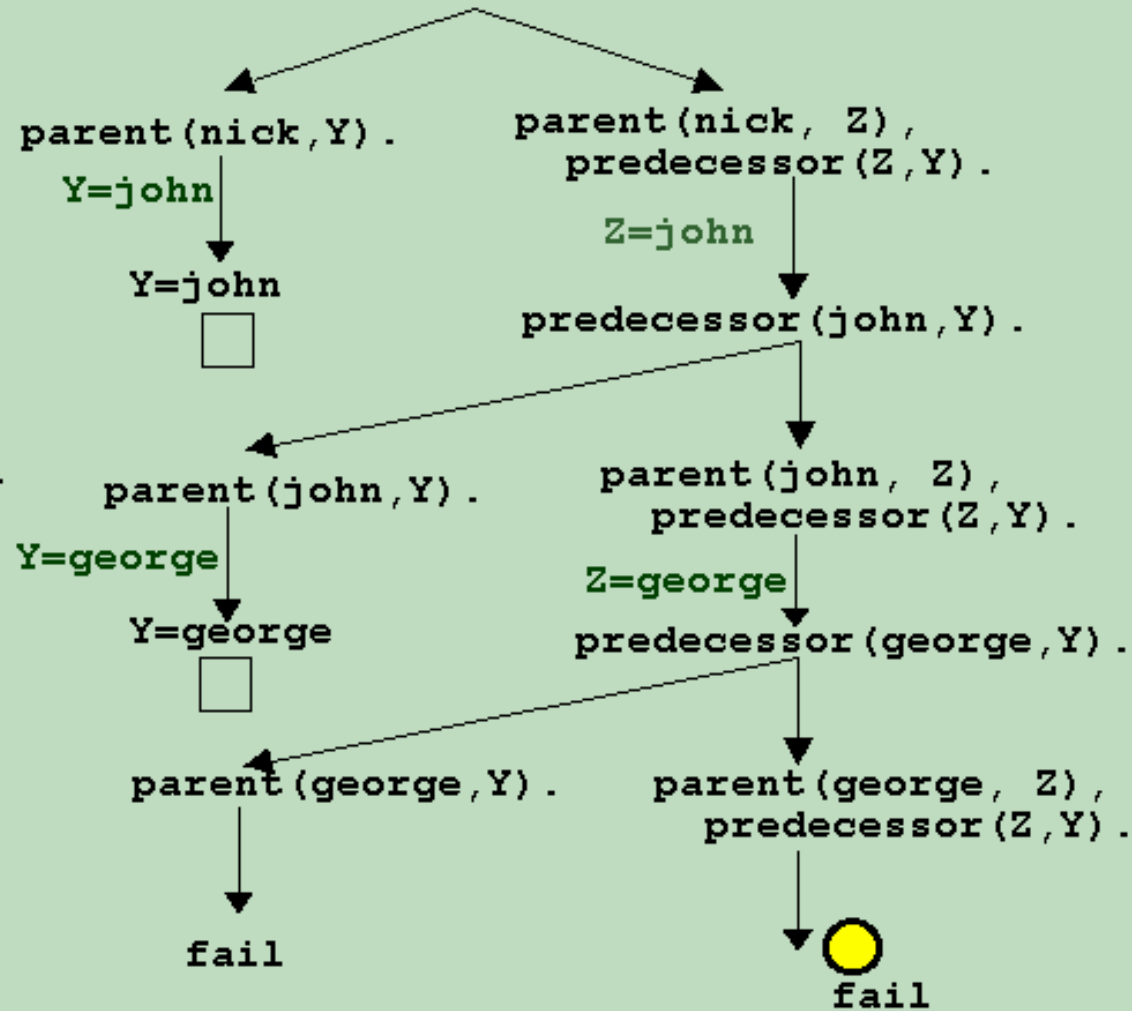 parent(nick,Y).
parent(nick, Z),
predecessor(Z,Y).
Y=john
Z=john
Y=john
predecessor(john,Y).
parent(john,Y).
parent(john, Z),
predecessor(Z,Y).
Y=george
Z=george
Y=george
predecessor(george,Y).
parent(george,Y).
parent(george, Z),
predecessor(Z,Y).
fail
fail